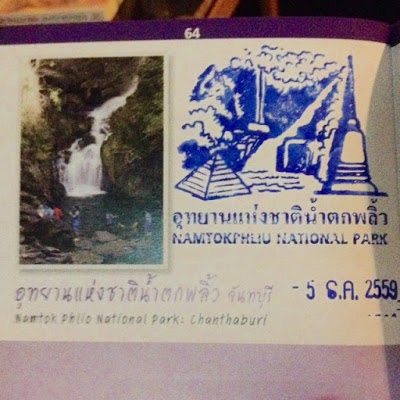 64
อุทยานแห่งชาติน้ำตกพลิ้ว
NAMTOKPHLIU NATIONAL PARK
อุทยานแห่งชาติน้ำตกพลิ้ว จันทบุรี
Namtok Phlio National Park: Chanthaburi
- 5 ธ.ค. 2559